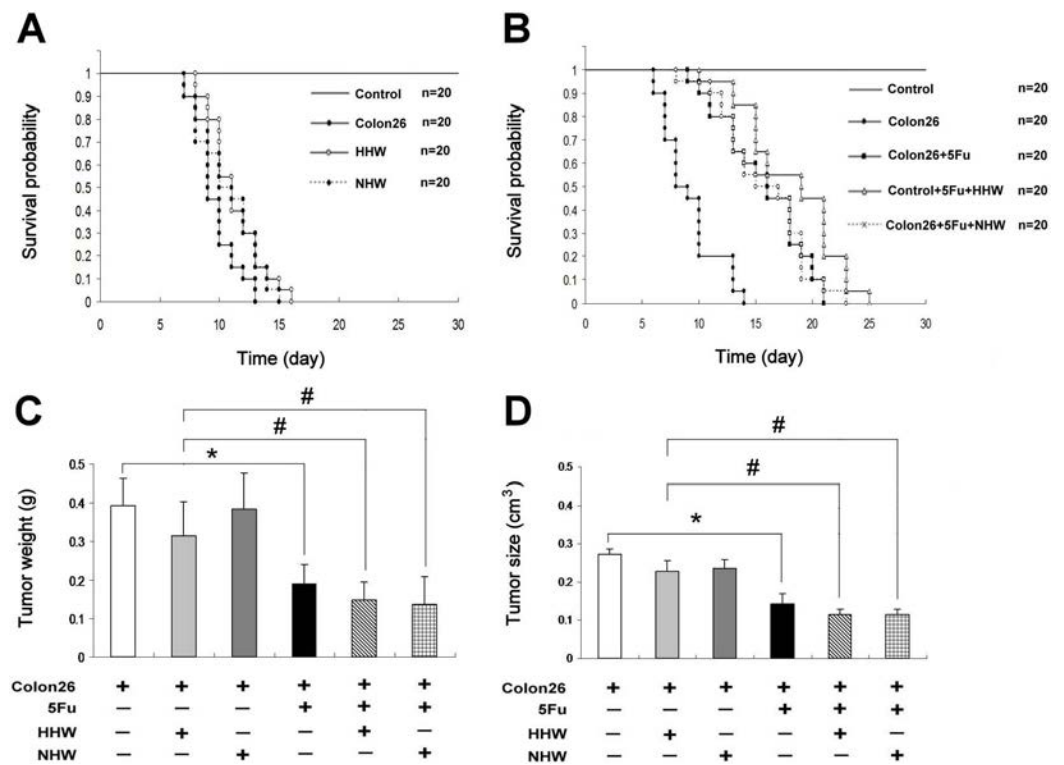 A
Survival probability
1
0.9
0.8
0.7
0.6
0.5
0.4
0.3
0.2
0.1
0
0 5 10 15 20 25 30
Time (day)
Control n=20
Colon26 n=20
HHW n=20
NHW n=20
B
Survival probability
1
0.9
0.8
0.7
0.6
0.5
0.4
0.3
0.2
0.1
0
0 5 10 15 20 25 30
Time (day)
Control n=20
Colon26 n=20
Colon26+5Fu n=20
Control+5Fu+HHW n=20
Colon26+5Fu+NHW n=20
C
Tumor weight (g)
0.5
0.4
0.3
0.2
0.1
0
#
#
*
Colon26 + + + + + +
5Fu − − − + + +
HHW − + − − + −
NHW − − + − − +
D
Tumor size (cm3)
0.5
0.4
0.3
0.2
0.1
0
#
#
*
Colon26 + + + + + +
5Fu − − − + + +
HHW − + − − + −
NHW − − + − − +